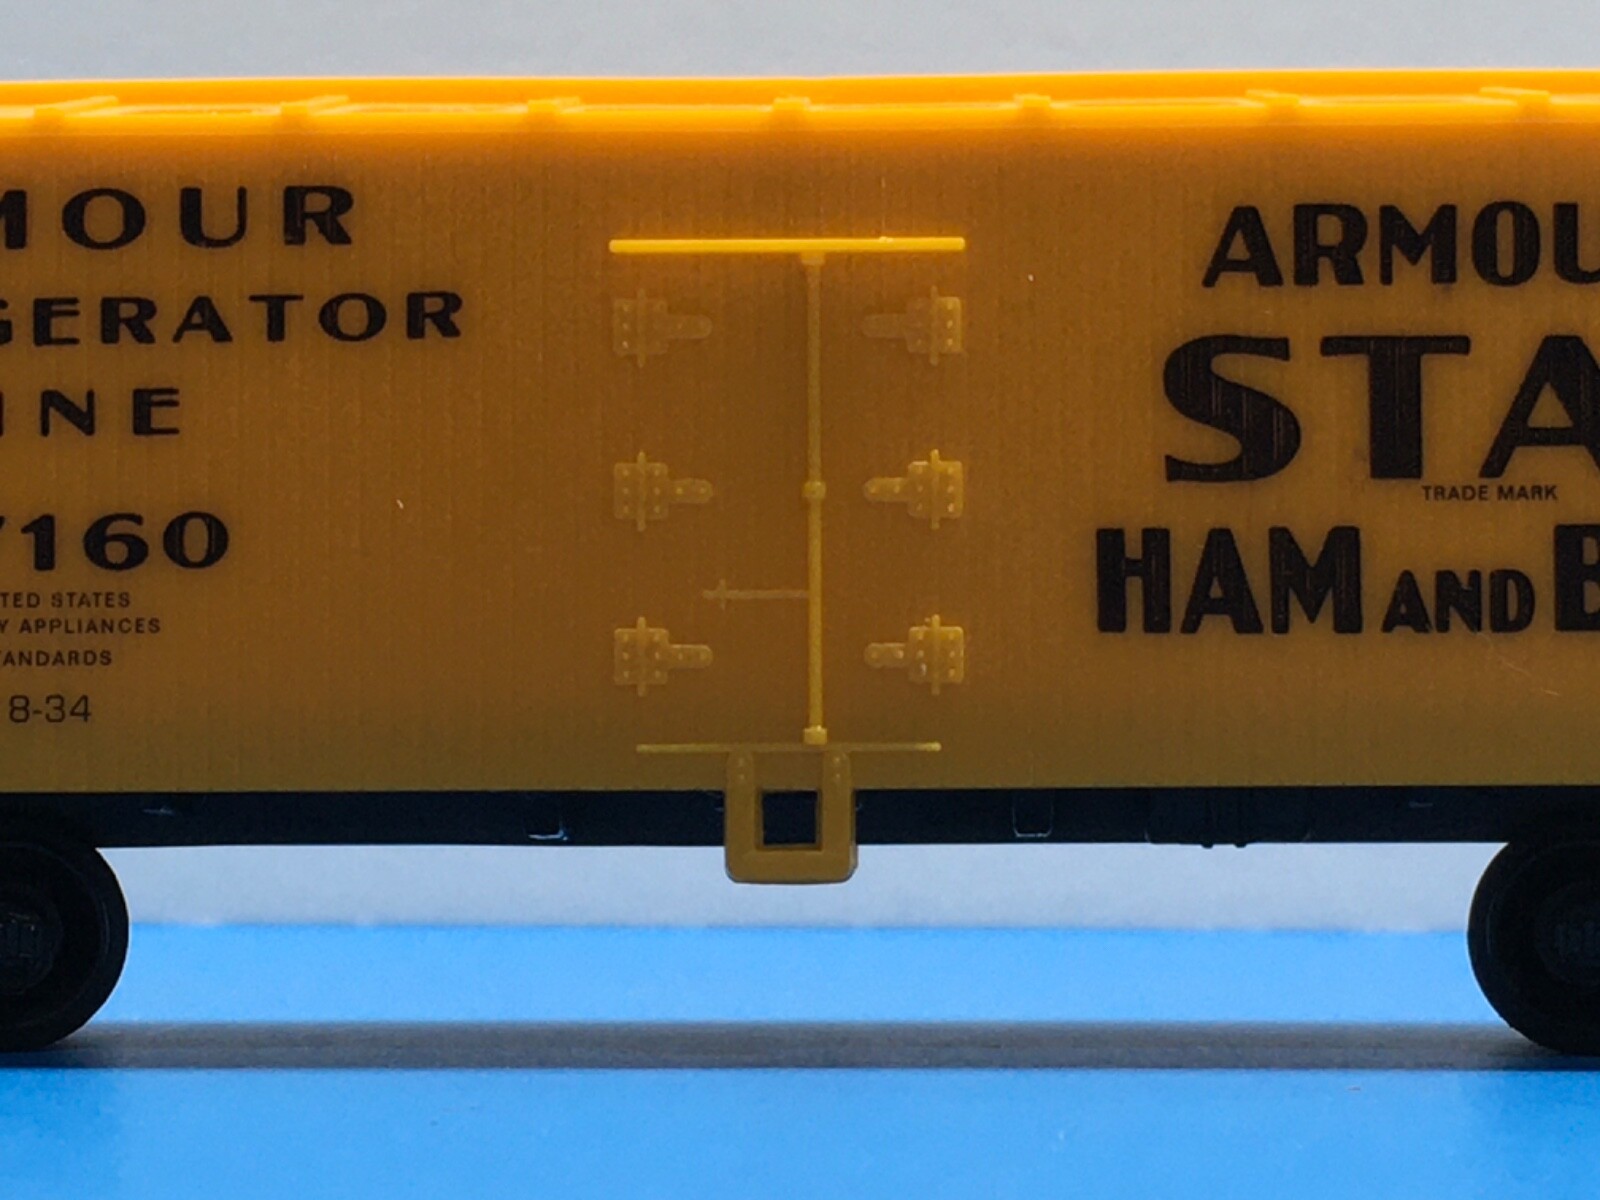 MOUR
GERATOR
INE
7160
TED STATES
Y APPLIANCES
TANDARDS
8-34
ARMOU
STA
TRADE MARK
HAM AND B